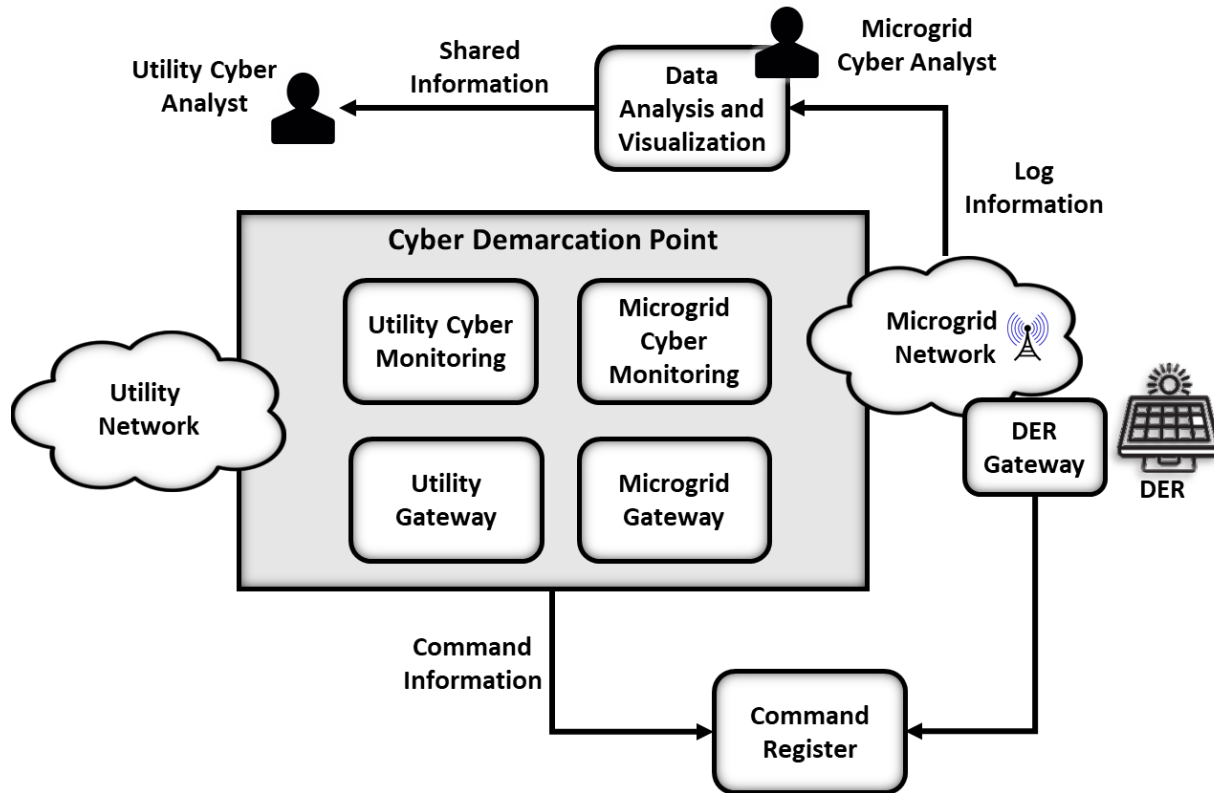 Utility Cyber
Analyst
Shared
Information
Data
Analysis and
Visualization
Microgrid
Cyber Analyst
Log
Information
Cyber Demarcation Point
Utility Cyber
Monitoring
Microgrid
Cyber
Monitoring
Utility
Network
Microgrid
Network
Utility
Gateway
Microgrid
Gateway
DER
Gateway
DER
Command
Information
Command
Register